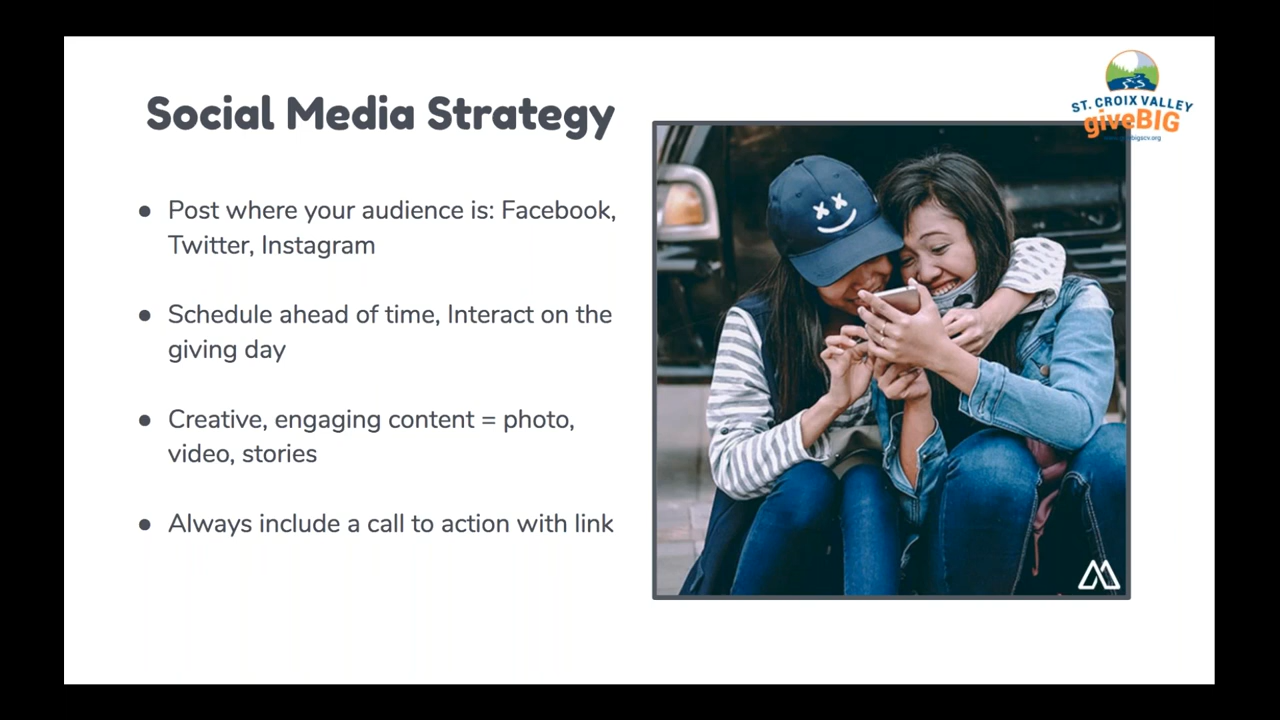 Social Media Strategy
● Post where your audience is: Facebook,
Twitter, Instagram
● Schedule ahead of time, Interact on the
giving day
● Creative, engaging content = photo,
video, stories
● Always include a call to action with link
ST. CROIX VALLEY
giveBIG